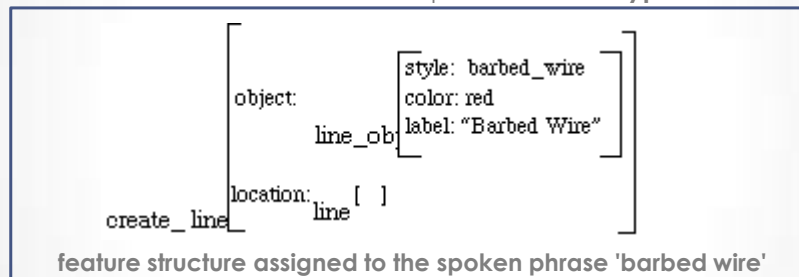 style: barbed_wire
object: color: red
line_obj label: "Barbed Wire"
location: line [ ]
create_line
feature structure assigned to the spoken phrase 'barbed wire'